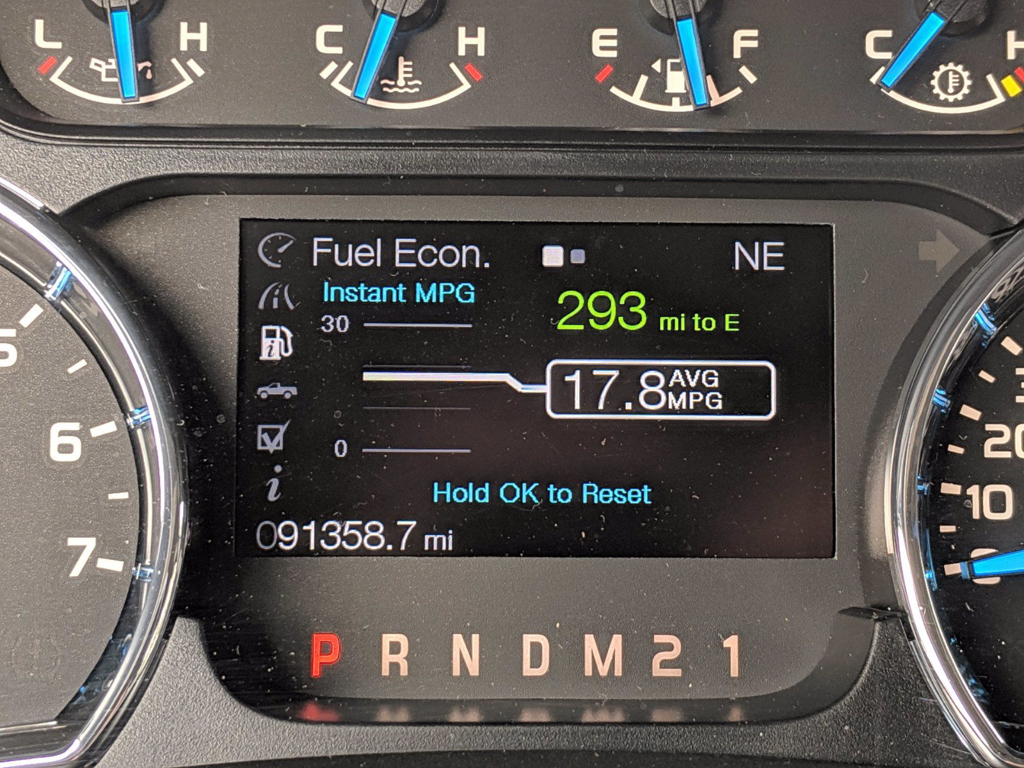 L H C H E F C H
Fuel Econ. NE
Instant MPG
30
293 mi to E
17.8 AVG MPG
0
Hold OK to Reset
091358.7 mi
5
6
7
20
10
0
P R N D M 2 1